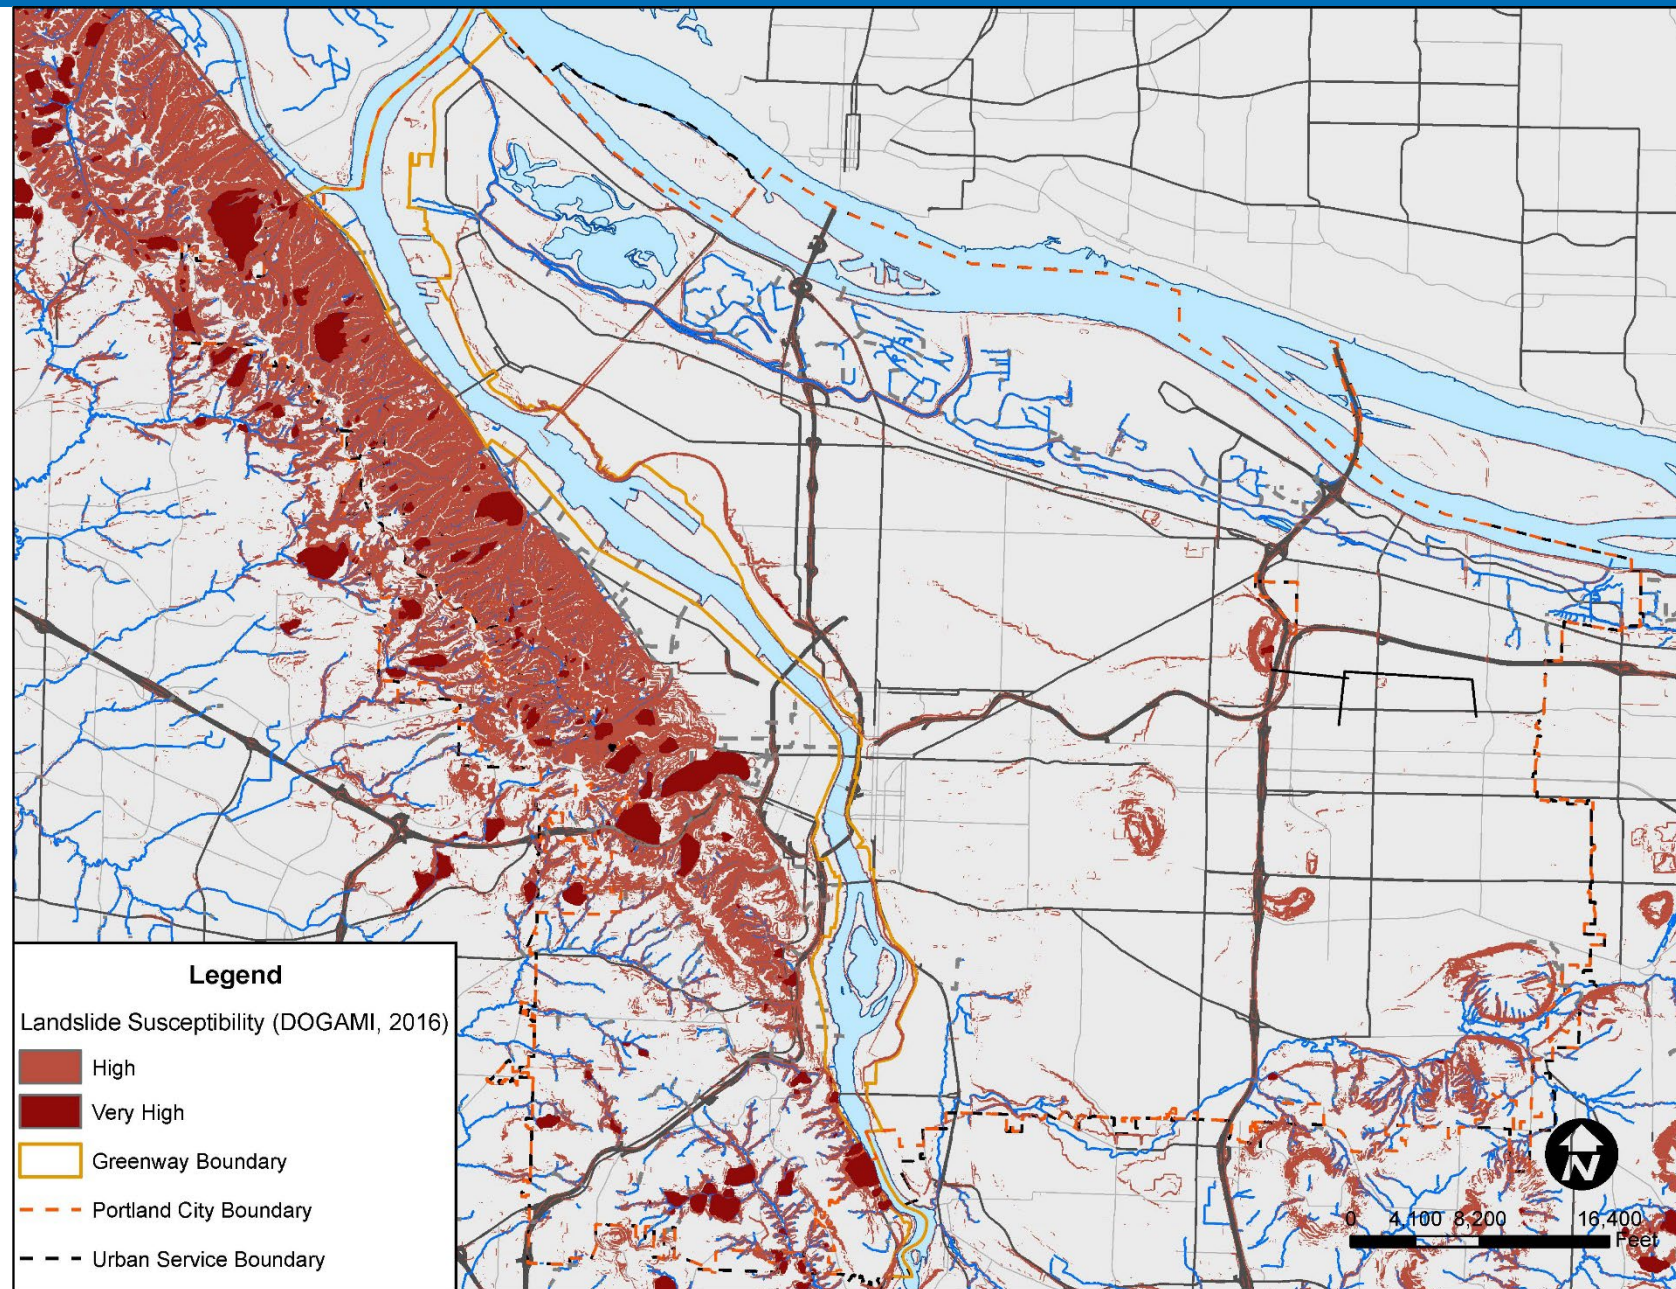 Legend
Landslide Susceptibility (DOGAMI, 2016)
High
Very High
Greenway Boundary
Portland City Boundary
Urban Service Boundary
N
0 4,100 8,200 16,400
Feet